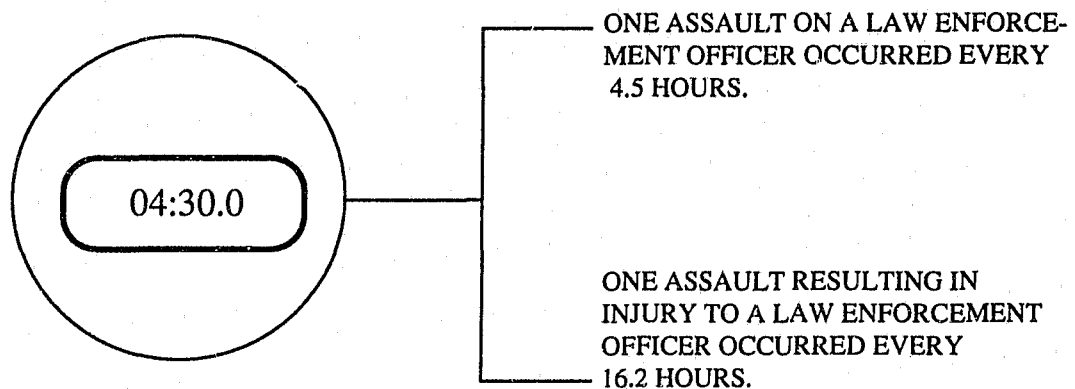 ONE ASSAULT ON A LAW ENFORCE-
MENT OFFICER OCCURRED EVERY
4.5 HOURS.
04:30.0
ONE ASSAULT RESULTING IN
INJURY TO A LAW ENFORCEMENT
OFFICER OCCURRED EVERY
16.2 HOURS.